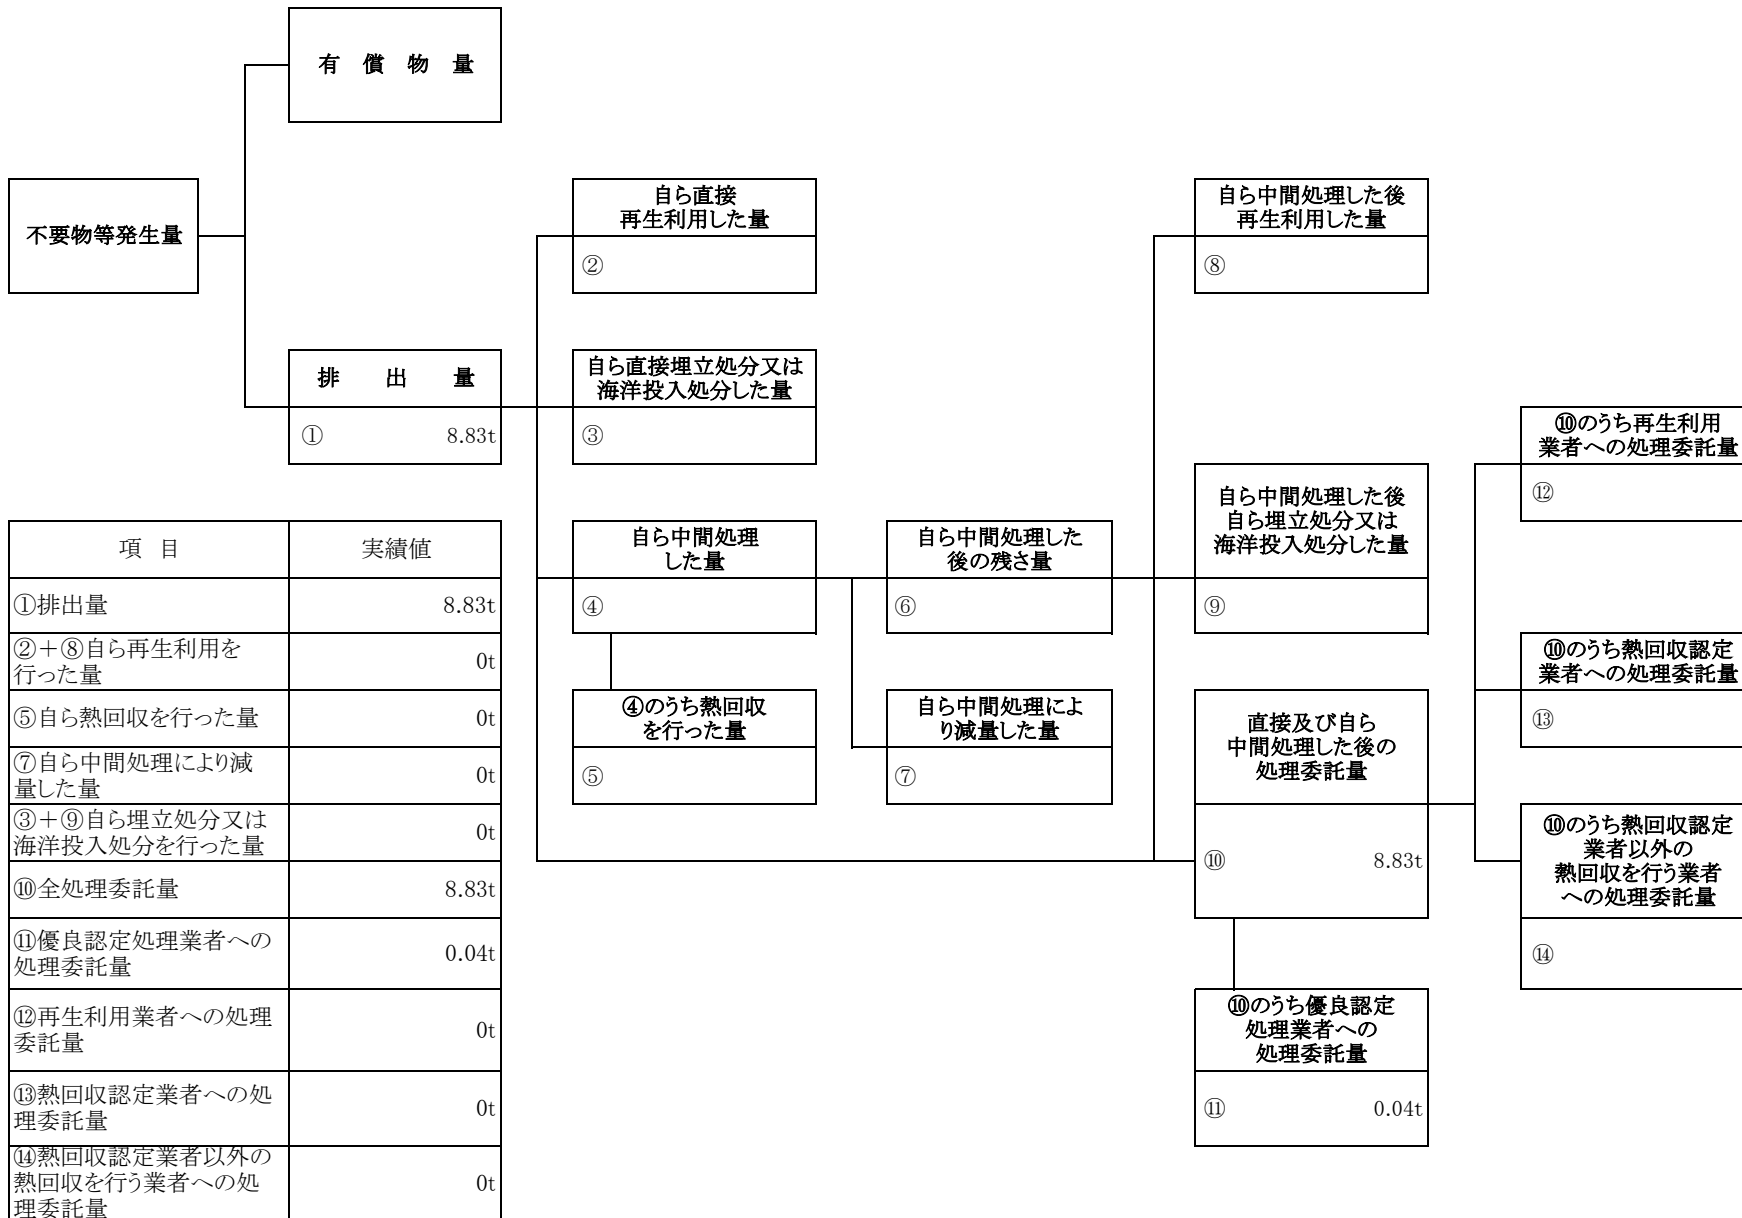 有　償　物　量
不要物等発生量
自ら直接
再生利用した量
②
自ら中間処理した後
再生利用した量
⑧
排　出　量
①　8.83t
自ら直接埋立処分又は
海洋投入処分した量
③
⑩のうち再生利用
業者への処理委託量
⑫
自ら中間処理した後
自ら埋立処分又は
海洋投入処分した量
⑨
自ら中間処理
した量
④
自ら中間処理した
後の残さ量
⑥
⑩のうち熱回収認定
業者への処理委託量
⑬
④のうち熱回収
を行った量
⑤
自ら中間処理によ
り減量した量
⑦
直接及び自ら
中間処理した後の
処理委託量
⑩　8.83t
⑩のうち熱回収認定
業者以外の
熱回収を行う業者
への処理委託量
⑭
⑩のうち優良認定
処理業者への
処理委託量
⑪　0.04t
項 目　実績値
①排出量　8.83t
②＋⑧自ら再生利用を
行った量　0t
⑤自ら熱回収を行った量　0t
⑦自ら中間処理により減
量した量　0t
③＋⑨自ら埋立処分又は
海洋投入処分を行った量　0t
⑩全処理委託量　8.83t
⑪優良認定処理業者への
処理委託量　0.04t
⑫再生利用業者への処理
委託量　0t
⑬熱回収認定業者への処
理委託量　0t
⑭熱回収認定業者以外の
熱回収を行う業者への処
理委託量　0t